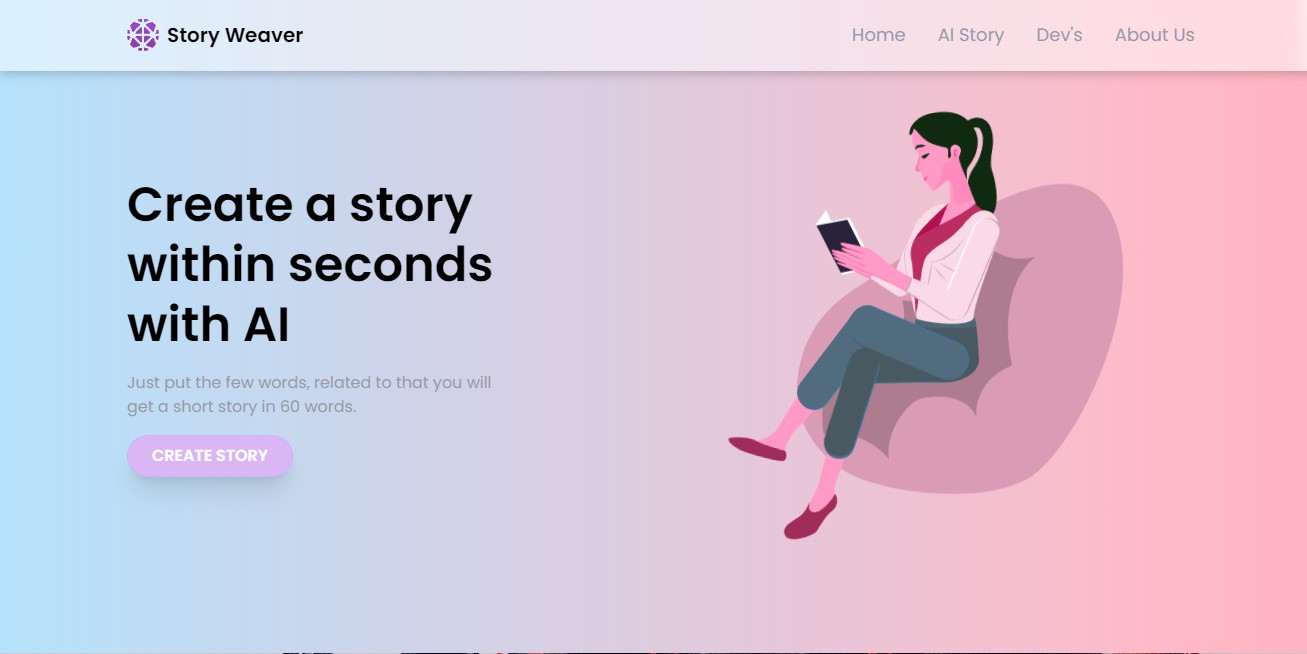 Story Weaver
Home AI Story Dev's About Us
Create a story
within seconds
with AI
Just put the few words, related to that you will
get a short story in 60 words.
CREATE STORY